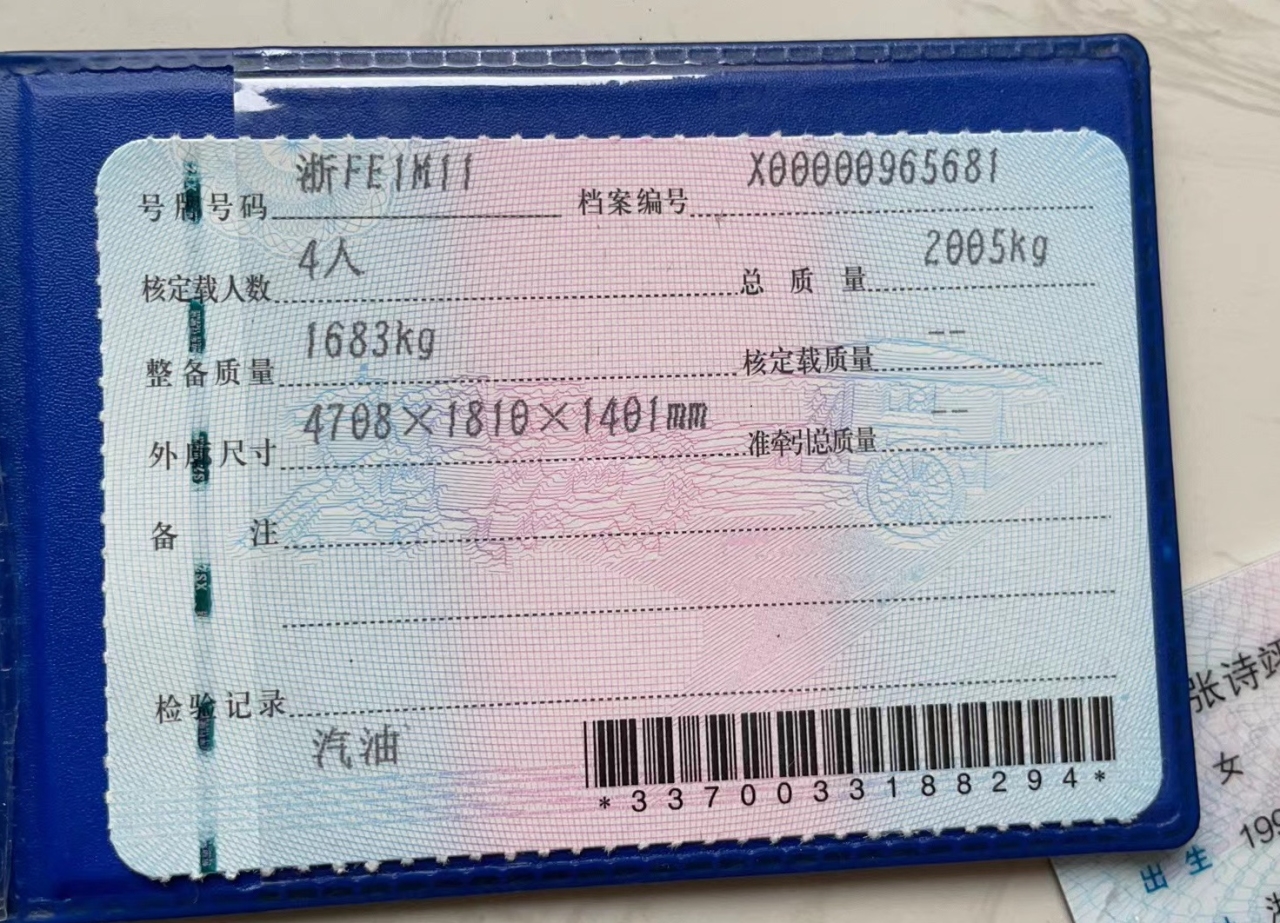 号牌号码 浙FE1M11 档案编号 X00000965681
核定载人数 4人 总质量 2005kg
整备质量 1683kg 核定载质量 --
外廓尺寸 4708×1810×1401mm 准牵引总质量 --
备注
检验记录
汽油
*3370033188294*
张诗
女
199
出生